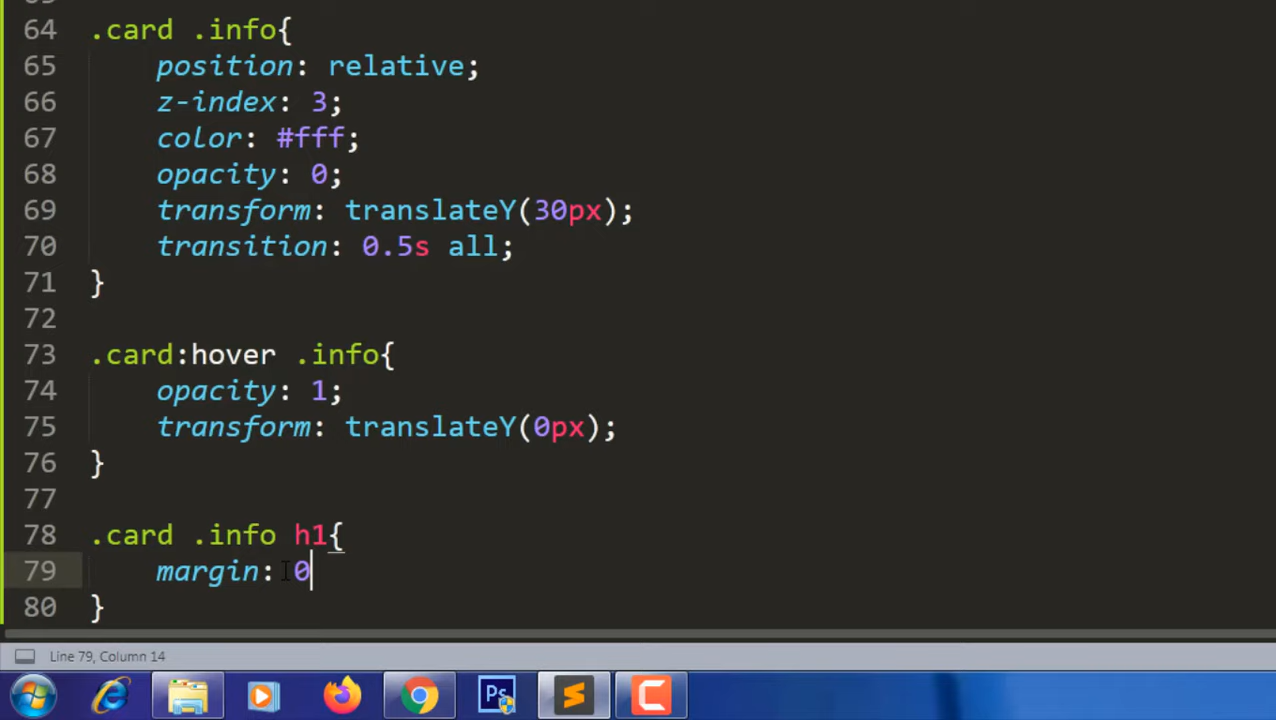 64 .card .info{
65 position: relative;
66 z-index: 3;
67 color: #fff;
68 opacity: 0;
69 transform: translateY(30px);
70 transition: 0.5s all;
71 }
72
73 .card:hover .info{
74 opacity: 1;
75 transform: translateY(0px);
76 }
77
78 .card .info h1{
79 margin: 0
80 }
Line 79, Column 14
Ps